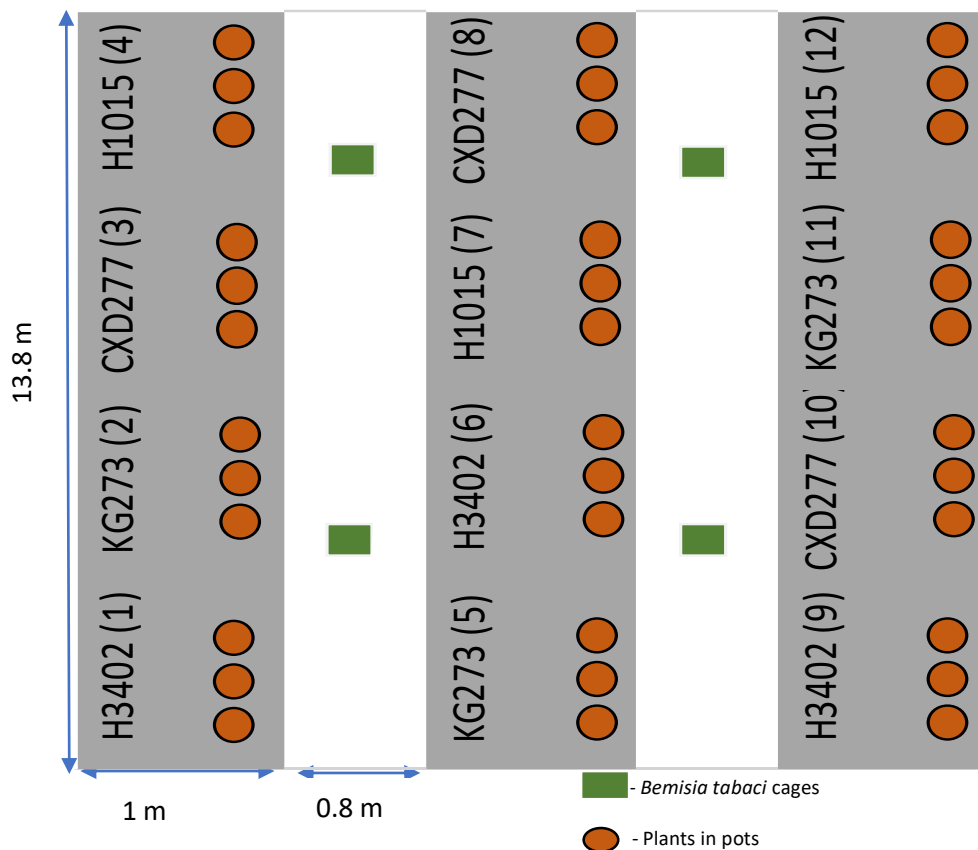 H1015 (4)
CXD277 (8)
H1015 (12)
CXD277 (3)
H1015 (7)
KG273 (11)
13.8 m
KG273 (2)
H3402 (6)
CXD277 (10)
H3402 (1)
KG273 (5)
H3402 (9)
1 m
0.8 m
- Bemisia tabaci cages
- Plants in pots